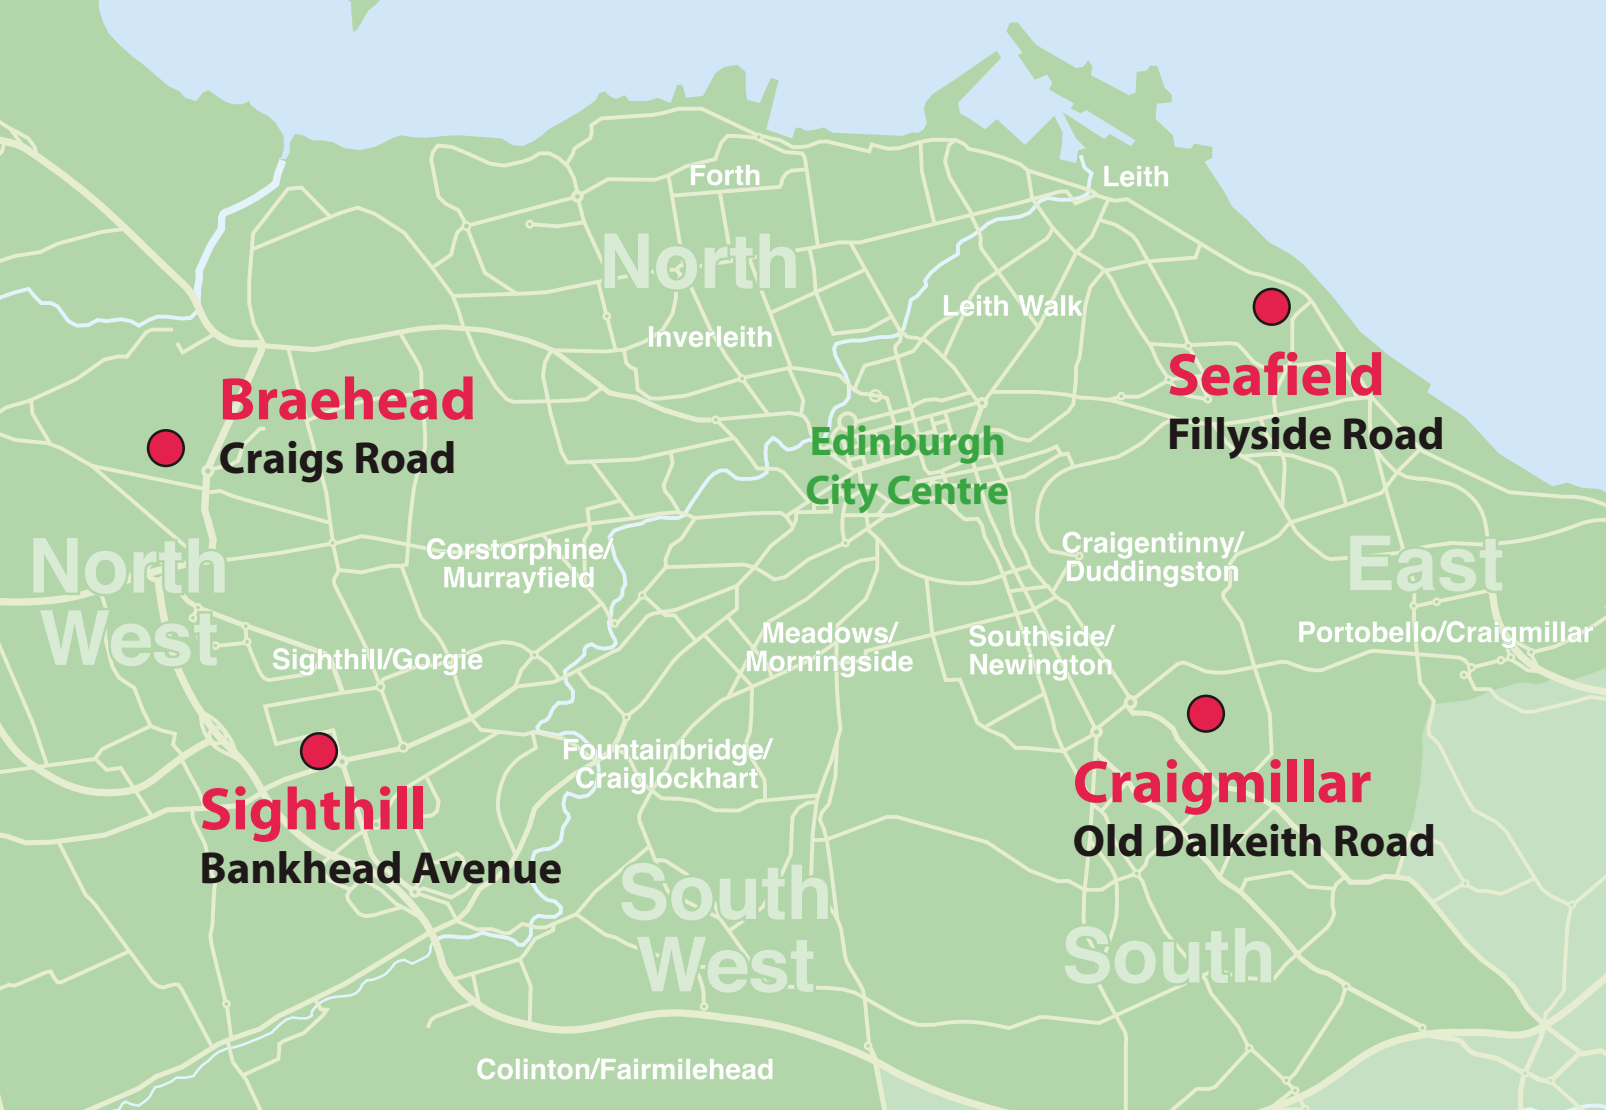 Forth
Leith
North
Leith Walk
Inverleith
Seafield
Fillyside Road
Braehead
Craigs Road
Edinburgh
City Centre
North
West
Corstorphine/
Murrayfield
Craigentinny/
Duddingston
East
Portobello/Craigmillar
Meadows/
Morningside
Southside/
Newington
Sighthill/Gorgie
Fountainbridge/
Craiglockhart
Sighthill
Bankhead Avenue
Craigmillar
Old Dalkeith Road
South
West
South
Colinton/Fairmilehead